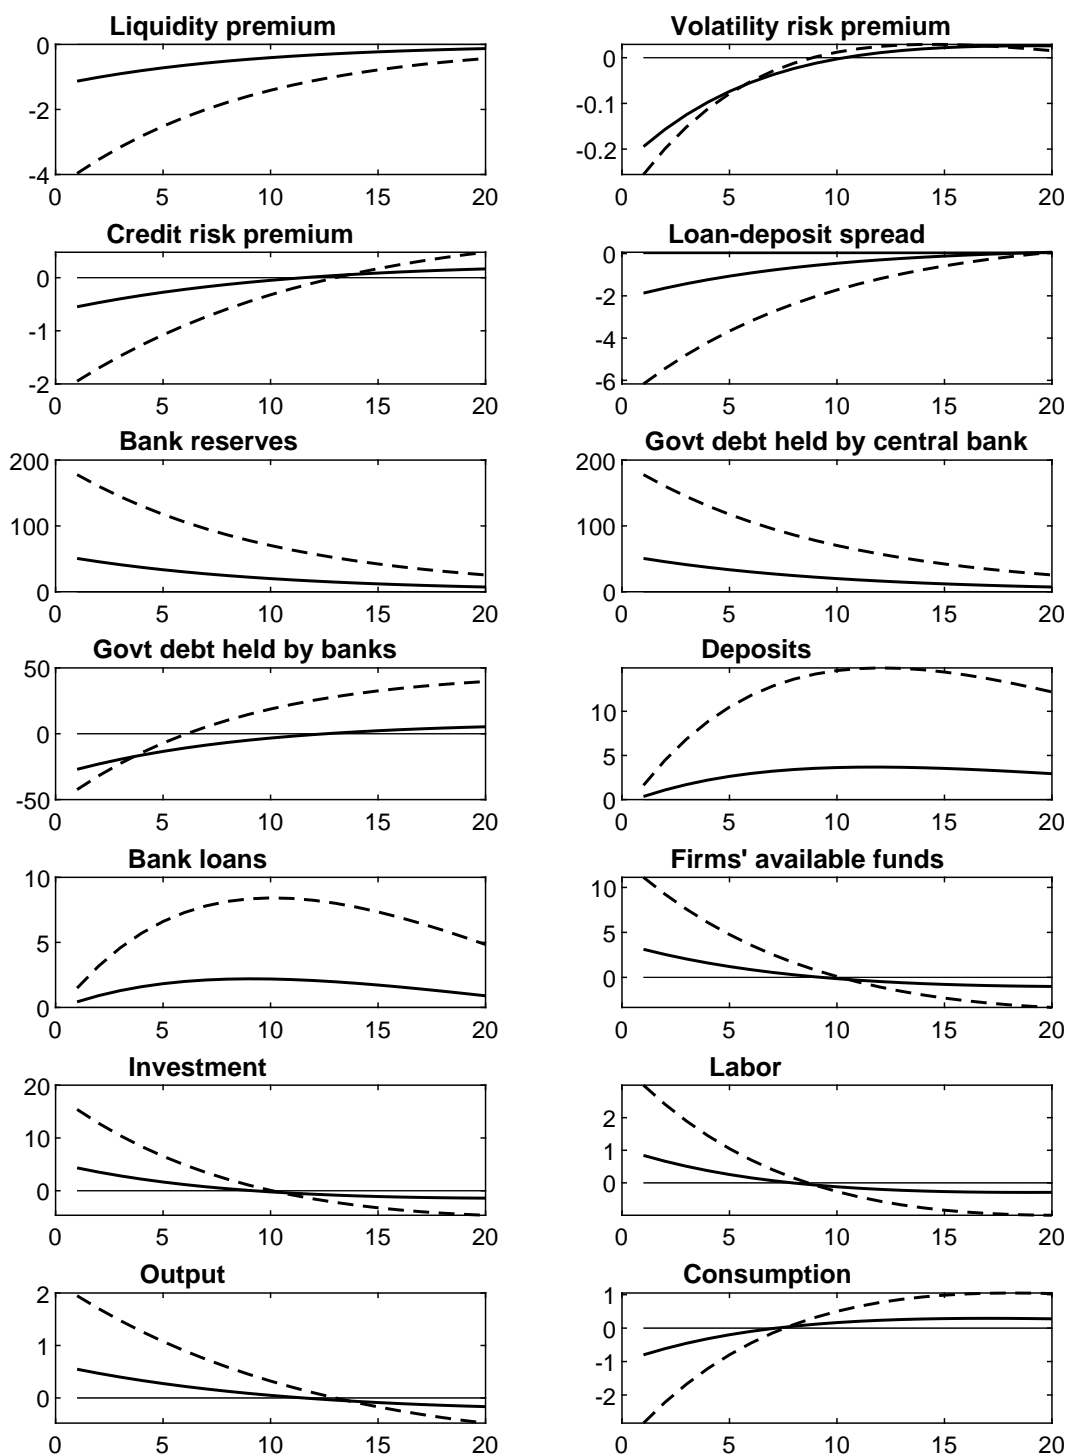 Liquidity premium
0
-2
-4
0 5 10 15 20
Volatility risk premium
0
-0.1
-0.2
0 5 10 15 20
Credit risk premium
0
-1
-2
0 5 10 15 20
Loan-deposit spread
0
-2
-4
-6
0 5 10 15 20
Bank reserves
200
100
0
0 5 10 15 20
Govt debt held by central bank
200
100
0
0 5 10 15 20
Govt debt held by banks
50
0
-50
0 5 10 15 20
Deposits
10
5
0
0 5 10 15 20
Bank loans
10
5
0
0 5 10 15 20
Firms' available funds
10
5
0
0 5 10 15 20
Investment
20
10
0
0 5 10 15 20
Labor
2
1
0
0 5 10 15 20
Output
2
1
0
0 5 10 15 20
Consumption
1
0
-1
-2
0 5 10 15 20